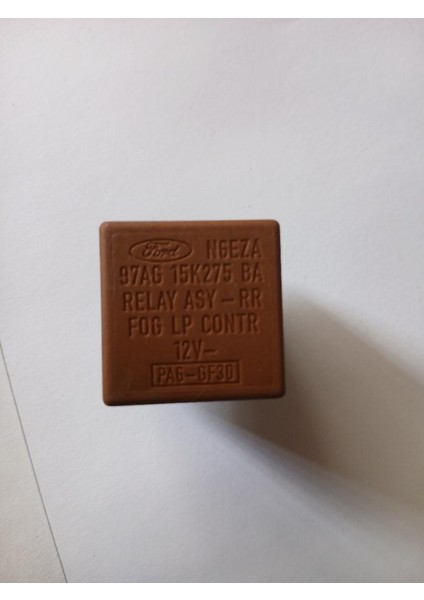 Ford N6EZA
97AG 15K275 BA
RELAY ASY - RR
FOG LP CONTR
12V-
PA6-GF30